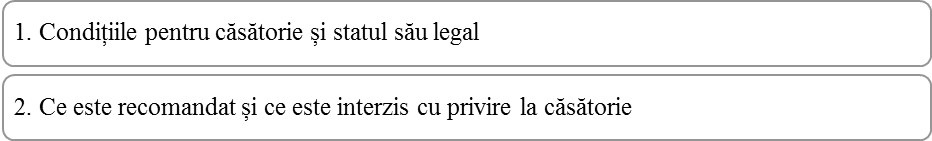 1. Condițiile pentru căsătorie și statul său legal
2. Ce este recomandat și ce este interzis cu privire la căsătorie